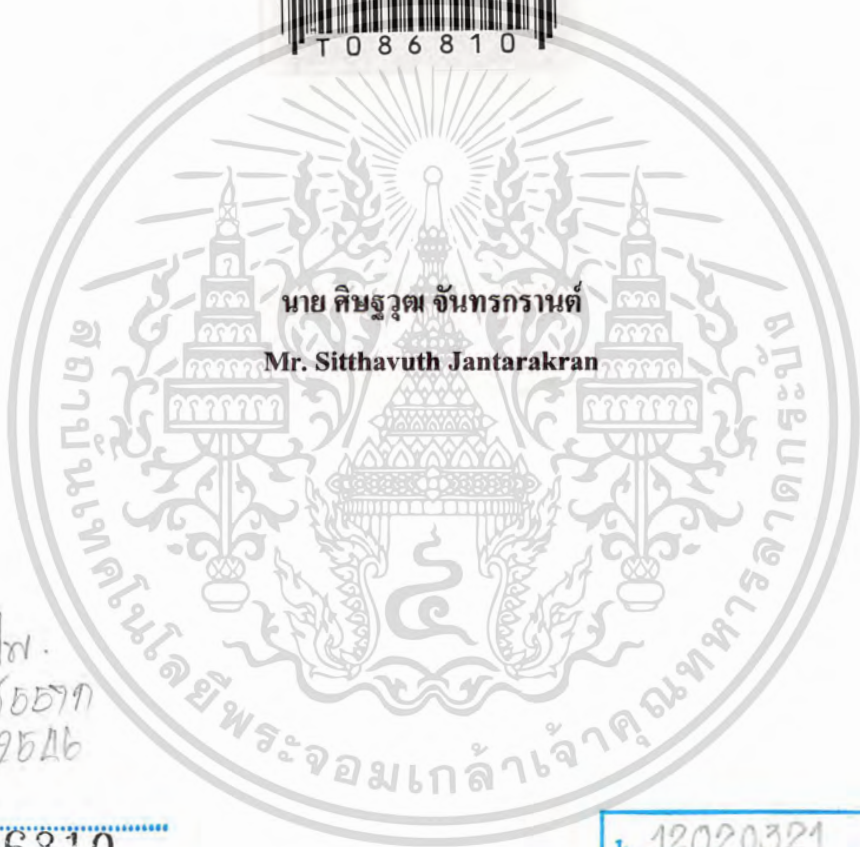 T086810
นาย ศิษฐวุฒ จันทรกรานต์
Mr. Sitthavuth Jantarakran
สถาบันเทคโนโลยีพระจอมเกล้าเจ้าคุณทหารลาดกระบัง
2546
12020321